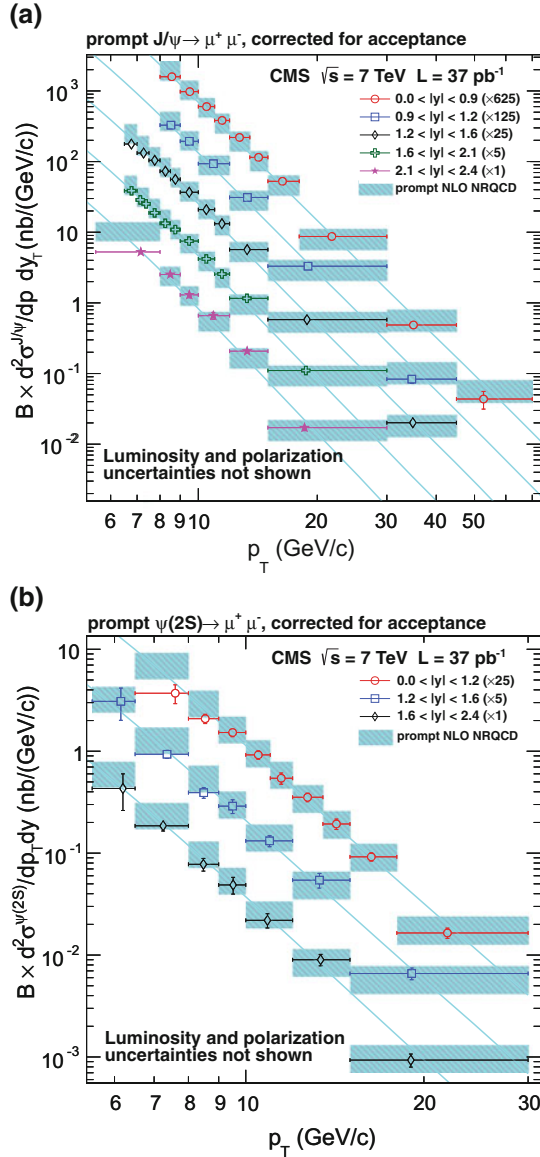 (a)
prompt J/ψ→ μ⁺ μ⁻, corrected for acceptance
CMS √s = 7 TeV L = 37 pb⁻¹
0.0 < |y| < 0.9 (×625)
0.9 < |y| < 1.2 (×125)
1.2 < |y| < 1.6 (×25)
1.6 < |y| < 2.1 (×5)
2.1 < |y| < 2.4 (×1)
prompt NLO NRQCD
B × d²σ^J/ψ/dp dy_T (nb/(GeV/c))
10³
10²
10
1
10⁻¹
10⁻²
Luminosity and polarization
uncertainties not shown
6 7 8 9 10 20 30 40 50
p_T (GeV/c)
(b)
prompt ψ(2S)→ μ⁺ μ⁻, corrected for acceptance
CMS √s = 7 TeV L = 37 pb⁻¹
0.0 < |y| < 1.2 (×25)
1.2 < |y| < 1.6 (×5)
1.6 < |y| < 2.4 (×1)
prompt NLO NRQCD
B × d²σ^ψ(2S)/dp_T dy (nb/(GeV/c))
10
1
10⁻¹
10⁻²
10⁻³
Luminosity and polarization
uncertainties not shown
6 7 8 9 10 20 30
p_T (GeV/c)